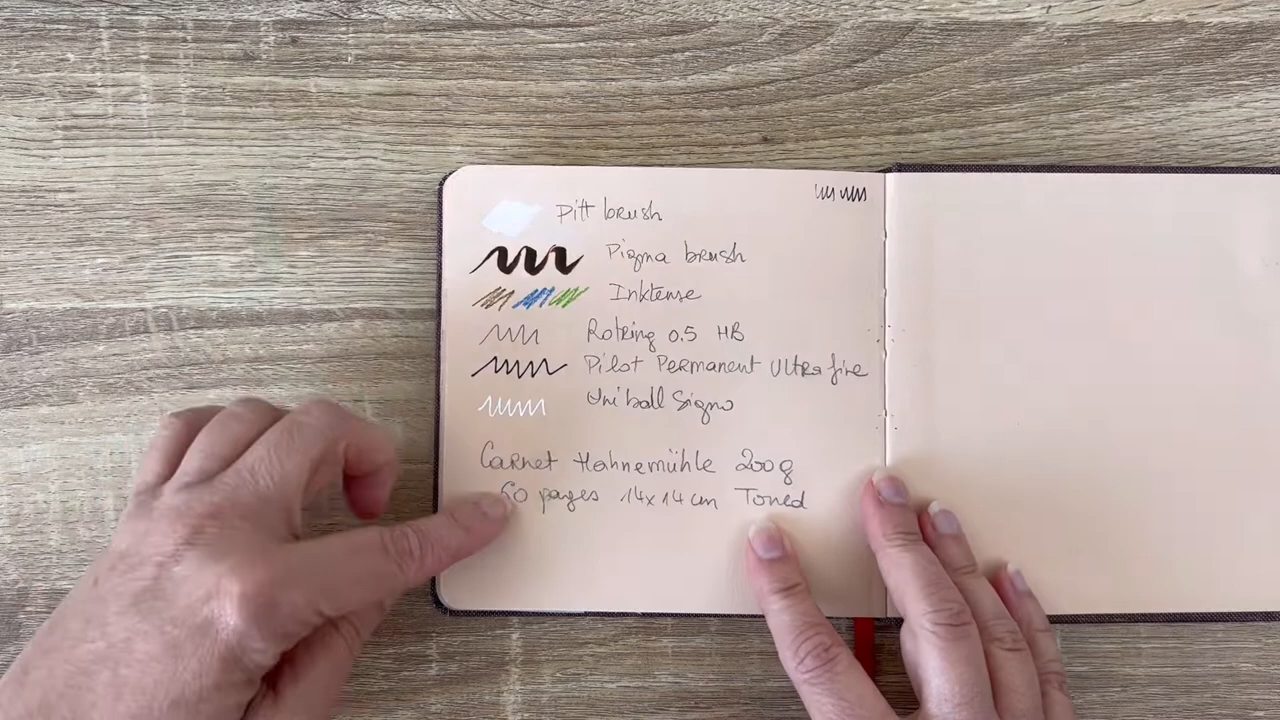 Pitt brush
Pigma brush
Inktense
Rotring 0.5 HB
Pilot Permanent Ultra fine
Uniball Signo
Carnet Hahnemühle 200g
60 pages 14x14 cm Toned